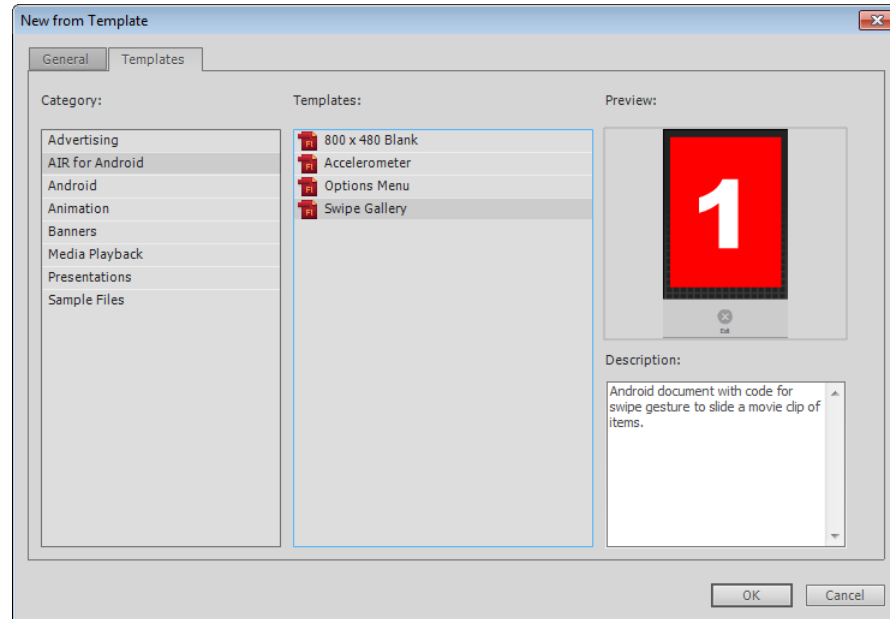 New from Template
General
Templates
Category:
Advertising
AIR for Android
Android
Animation
Banners
Media Playback
Presentations
Sample Files
Templates:
Fl 800 x 480 Blank
Fl Accelerometer
Fl Options Menu
Fl Swipe Gallery
Preview:
1
Exit
Description:
Android document with code for
swipe gesture to slide a movie clip of
items.
OK
Cancel